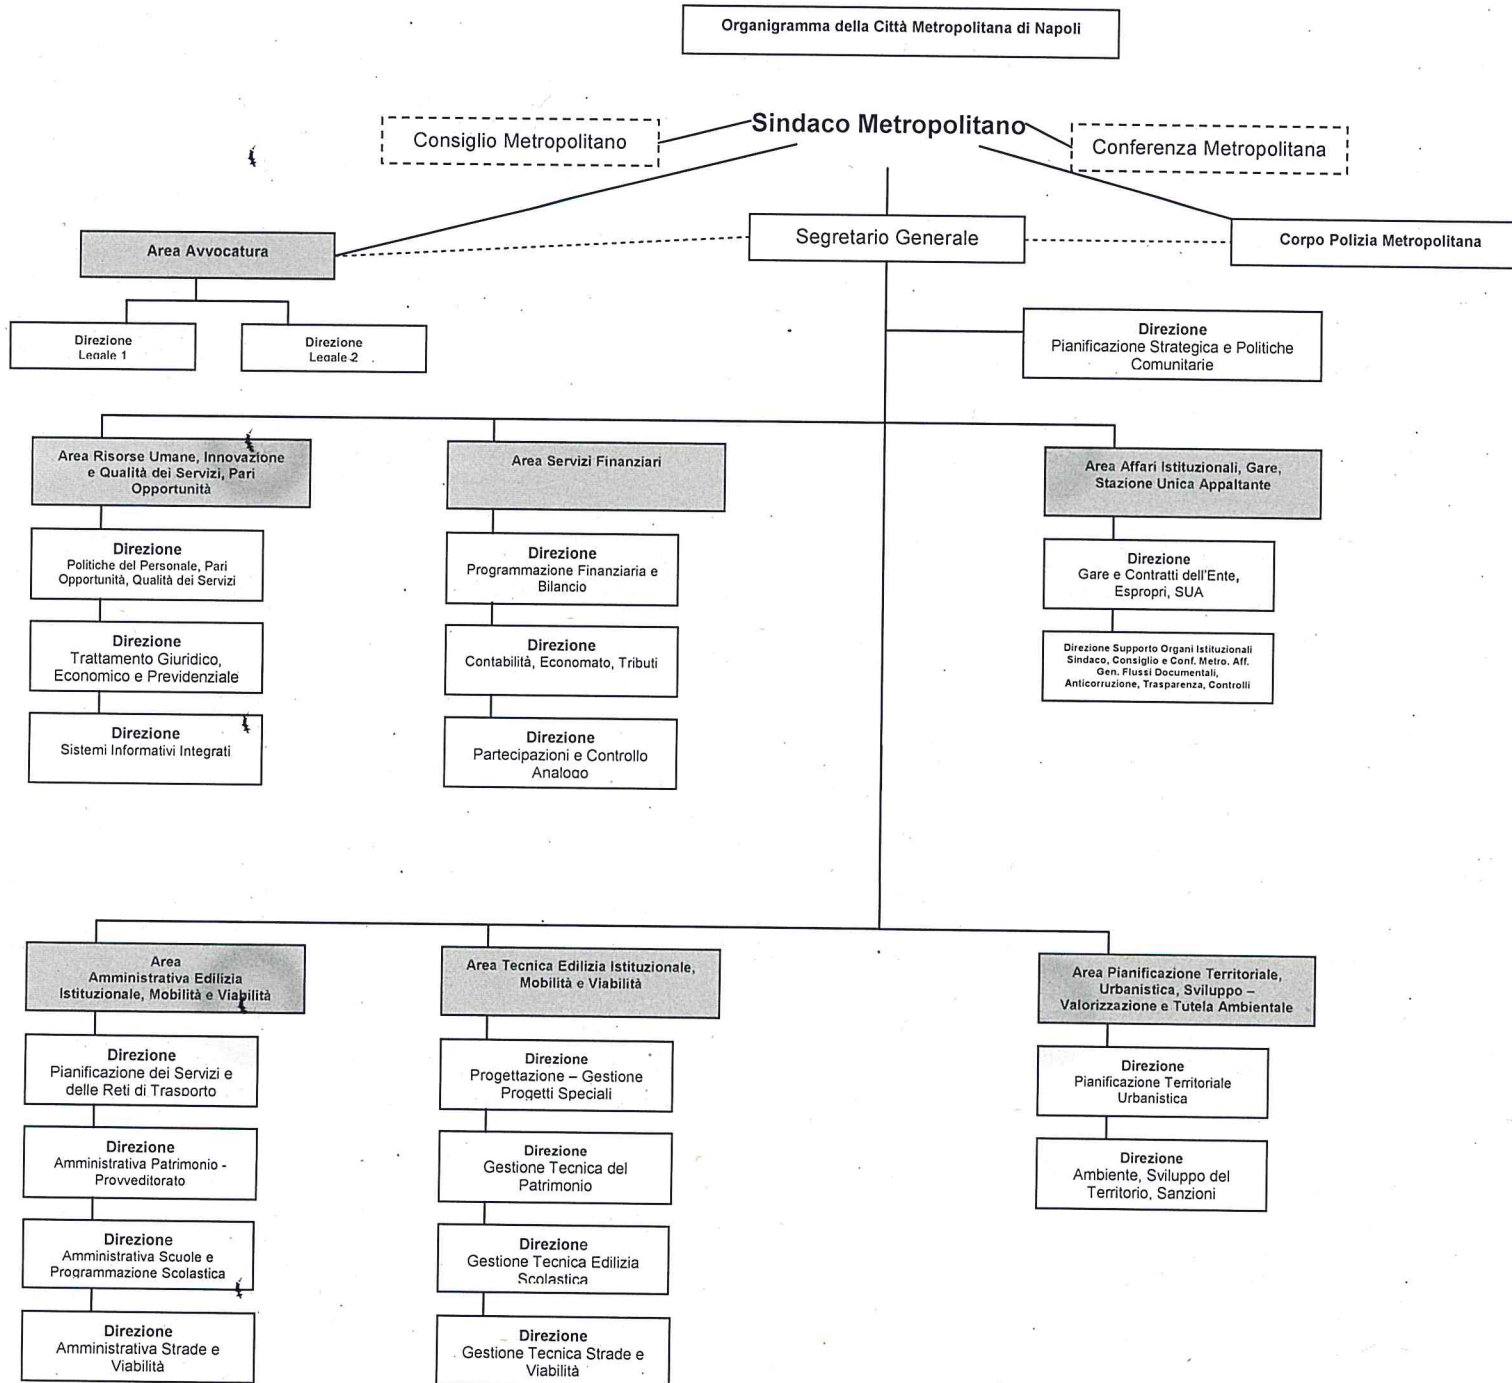 Organigramma della Città Metropolitana di Napoli
Sindaco Metropolitano
Consiglio Metropolitano
Conferenza Metropolitana
Segretario Generale
Area Avvocatura
Corpo Polizia Metropolitana
Direzione
Legale 1
Direzione
Legale 2
Direzione
Pianificazione Strategica e Politiche
Comunitarie
Area Risorse Umane, Innovazione
e Qualità dei Servizi, Pari
Opportunità
Direzione
Politiche del Personale, Pari
Opportunità, Qualità dei Servizi
Direzione
Trattamento Giuridico,
Economico e Previdenziale
Direzione
Sistemi Informativi Integrati
Area Servizi Finanziari
Direzione
Programmazione Finanziaria e
Bilancio
Direzione
Contabilità, Economato, Tributi
Direzione
Partecipazioni e Controllo
Analogo
Area Affari Istituzionali, Gare,
Stazione Unica Appaltante
Direzione
Gare e Contratti dell'Ente,
Espropri, SUA
Direzione Supporto Organi Istituzionali
Sindaco, Consiglio e Conf. Metro. Aff.
Gen. Flussi Documentali,
Anticorruzione, Trasparenza, Controlli
Area
Amministrativa Edilizia
Istituzionale, Mobilità e Viabilità
Direzione
Pianificazione dei Servizi e
delle Reti di Trasporto
Direzione
Amministrativa Patrimonio -
Provveditorato
Direzione
Amministrativa Scuole e
Programmazione Scolastica
Direzione
Amministrativa Strade e
Viabilità
Area Tecnica Edilizia Istituzionale,
Mobilità e Viabilità
Direzione
Progettazione – Gestione
Progetti Speciali
Direzione
Gestione Tecnica del
Patrimonio
Direzione
Gestione Tecnica Edilizia
Scolastica
Direzione
Gestione Tecnica Strade e
Viabilità
Area Pianificazione Territoriale,
Urbanistica, Sviluppo –
Valorizzazione e Tutela Ambientale
Direzione
Pianificazione Territoriale
Urbanistica
Direzione
Ambiente, Sviluppo del
Territorio, Sanzioni